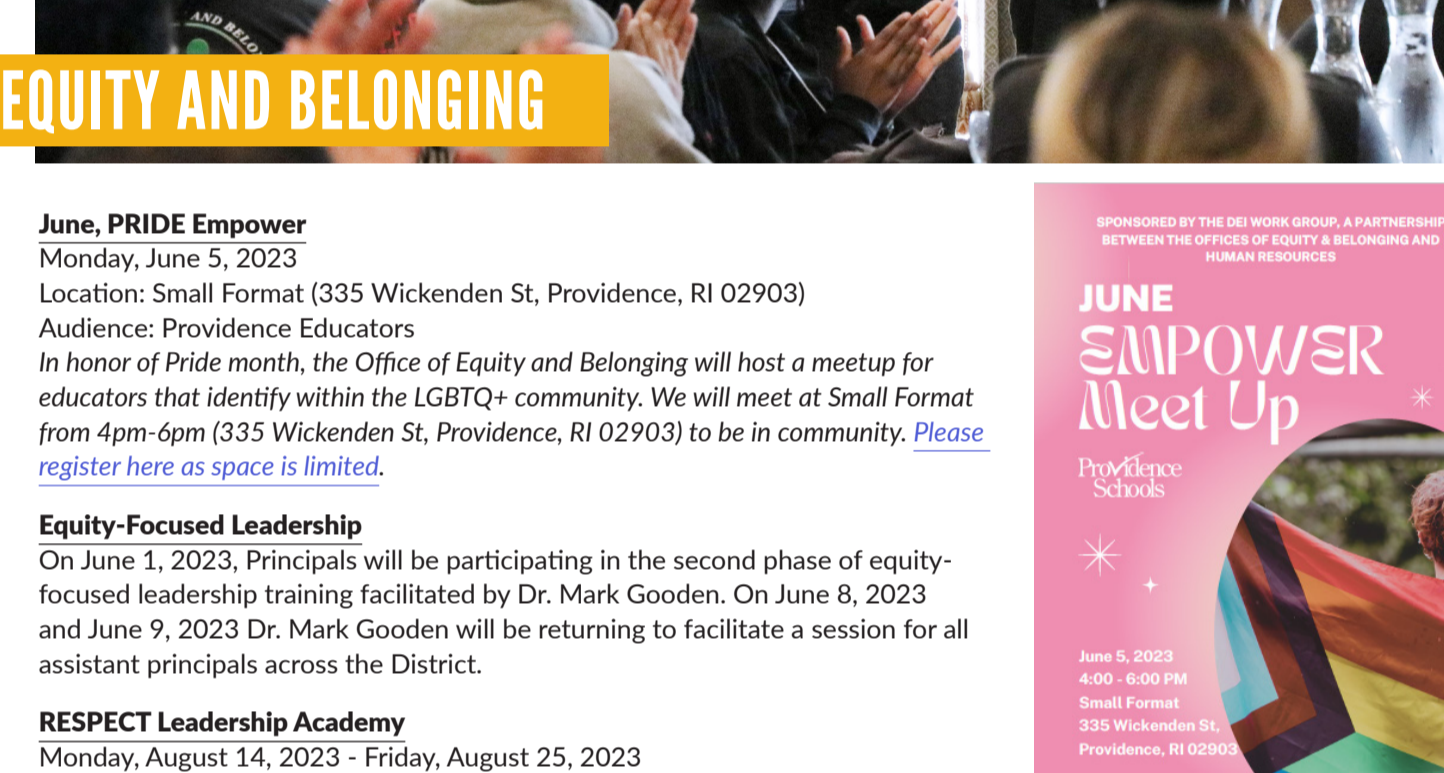 AND BELO
EQUITY AND BELONGING
June, PRIDE Empower
Monday, June 5, 2023
Location: Small Format (335 Wickenden St, Providence, RI 02903)
Audience: Providence Educators
In honor of Pride month, the Office of Equity and Belonging will host a meetup for
educators that identify within the LGBTQ+ community. We will meet at Small Format
from 4pm-6pm (335 Wickenden St, Providence, RI 02903) to be in community. Please
register here as space is limited.
Equity-Focused Leadership
On June 1, 2023, Principals will be participating in the second phase of equity-
focused leadership training facilitated by Dr. Mark Gooden. On June 8, 2023
and June 9, 2023 Dr. Mark Gooden will be returning to facilitate a session for all
assistant principals across the District.
RESPECT Leadership Academy
Monday, August 14, 2023 - Friday, August 25, 2023
SPONSORED BY THE DEI WORK GROUP, A PARTNERSHIP
BETWEEN THE OFFICES OF EQUITY & BELONGING AND
HUMAN RESOURCES
JUNE
EMPOWER
Meet Up
Providence
Schools
June 5, 2023
4:00 - 6:00 PM
Small Format
335 Wickenden St,
Providence, RI 02903